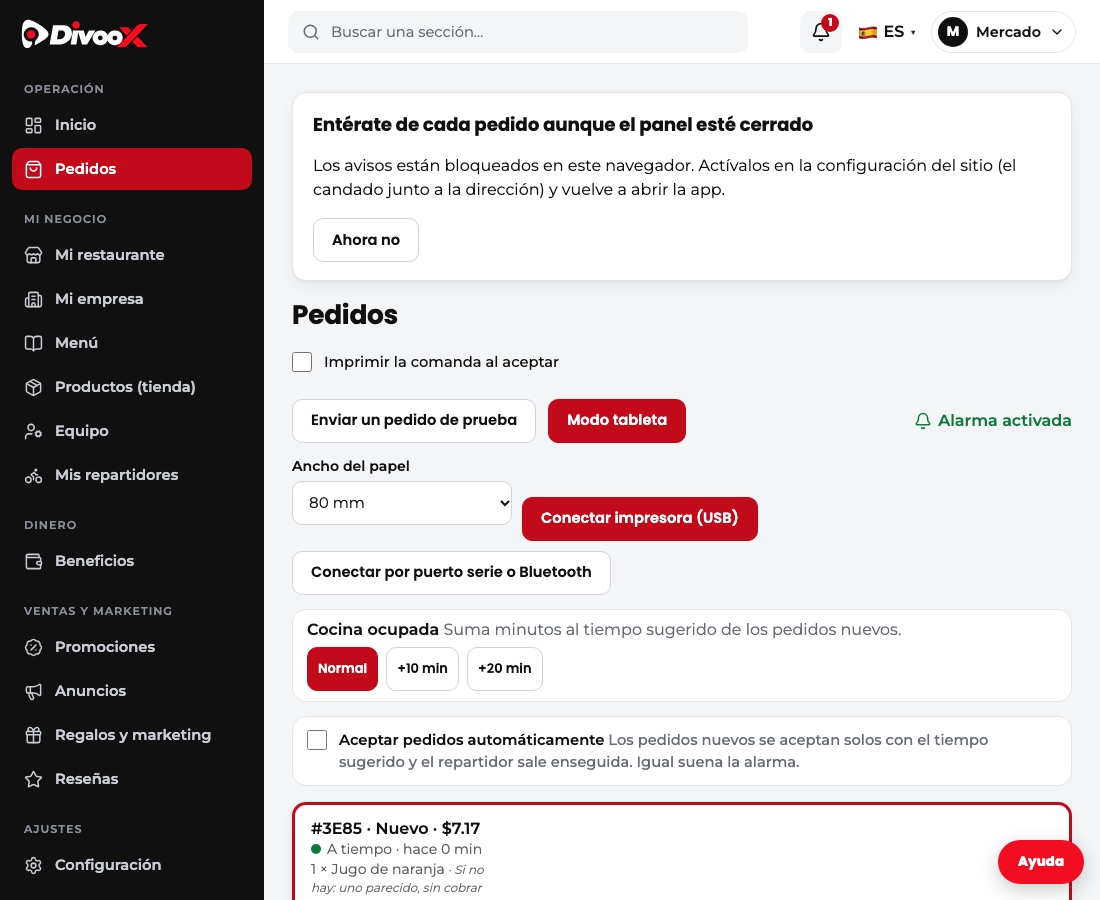 DivooX
OPERACIÓN
Inicio
Pedidos
MI NEGOCIO
Mi restaurante
Mi empresa
Menú
Productos (tienda)
Equipo
Mis repartidores
DINERO
Beneficios
VENTAS Y MARKETING
Promociones
Anuncios
Regalos y marketing
Reseñas
AJUSTES
Configuración
Buscar una sección...
1
ES
M Mercado
Entérate de cada pedido aunque el panel esté cerrado
Los avisos están bloqueados en este navegador. Actívalos en la configuración del sitio (el
candado junto a la dirección) y vuelve a abrir la app.
Ahora no
Pedidos
Imprimir la comanda al aceptar
Enviar un pedido de prueba
Modo tableta
Alarma activada
Ancho del papel
80 mm
Conectar impresora (USB)
Conectar por puerto serie o Bluetooth
Cocina ocupada Suma minutos al tiempo sugerido de los pedidos nuevos.
Normal
+10 min
+20 min
Aceptar pedidos automáticamente Los pedidos nuevos se aceptan solos con el tiempo
sugerido y el repartidor sale enseguida. Igual suena la alarma.
#3E85 · Nuevo · $7.17
A tiempo · hace 0 min
1 × Jugo de naranja · Si no
hay: uno parecido, sin cobrar
Ayuda